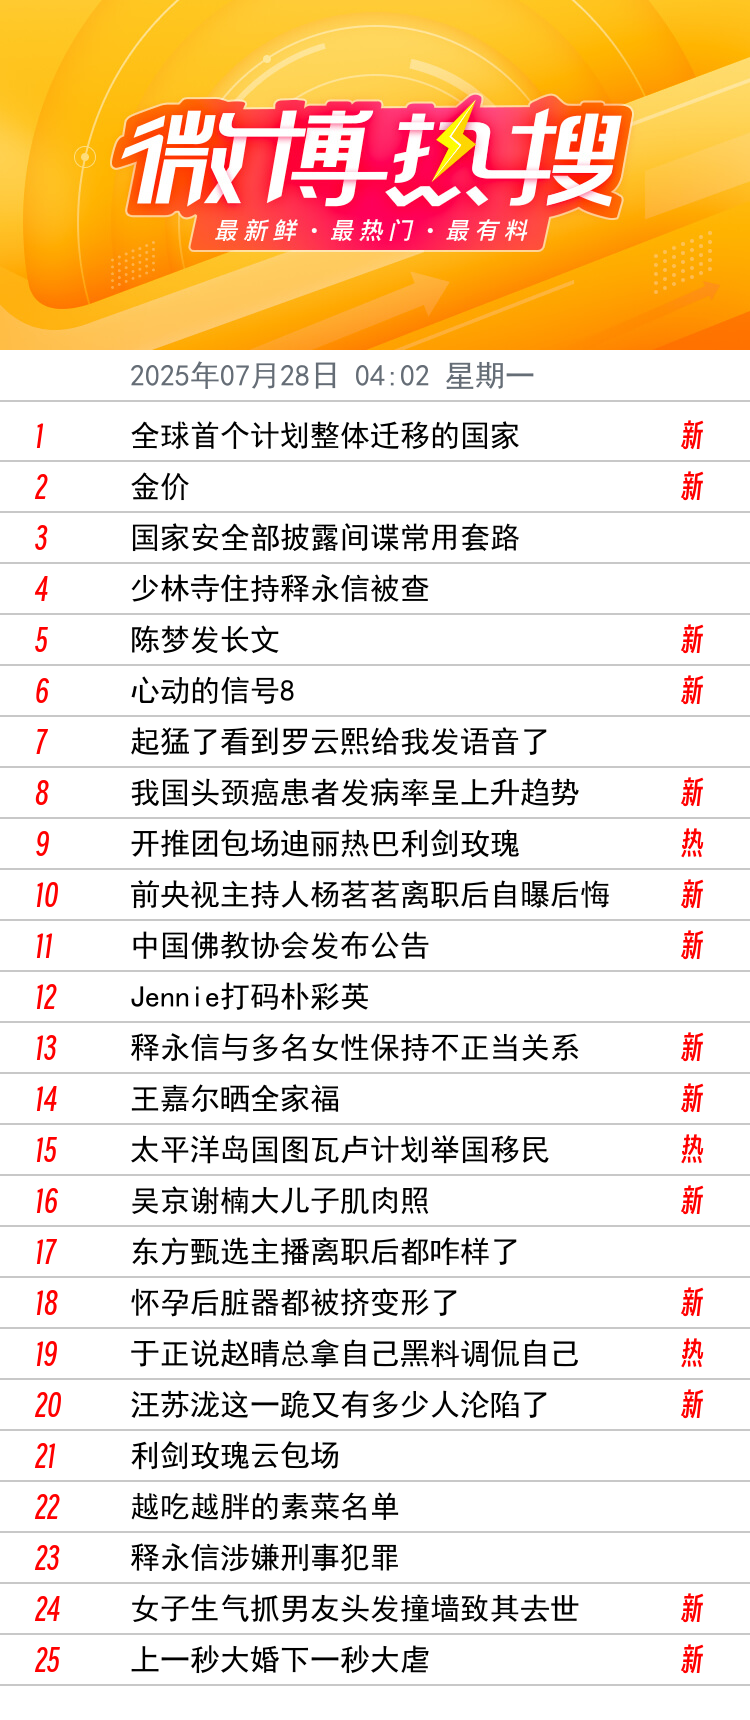 微博热搜
最新鲜·最热门·最有料
2025年07月28日 04:02 星期一
1 全球首个计划整体迁移的国家 新
2 金价 新
3 国家安全部披露间谍常用套路
4 少林寺住持释永信被查
5 陈梦发长文 新
6 心动的信号8 新
7 起猛了看到罗云熙给我发语音了
8 我国头颈癌患者发病率呈上升趋势 新
9 开推团包场迪丽热巴利剑玫瑰 热
10 前央视主持人杨茗茗离职后自曝后悔 新
11 中国佛教协会发布公告 新
12 Jennie打码朴彩英
13 释永信与多名女性保持不正当关系 新
14 王嘉尔晒全家福 新
15 太平洋岛国图瓦卢计划举国移民 热
16 吴京谢楠大儿子肌肉照 新
17 东方甄选主播离职后都咋样了
18 怀孕后脏器都被挤变形了 新
19 于正说赵晴总拿自己黑料调侃自己 热
20 汪苏泷这一跪又有多少人沦陷了 新
21 利剑玫瑰云包场
22 越吃越胖的素菜名单
23 释永信涉嫌刑事犯罪
24 女子生气抓男友头发撞墙致其去世 新
25 上一秒大婚下一秒大虐 新